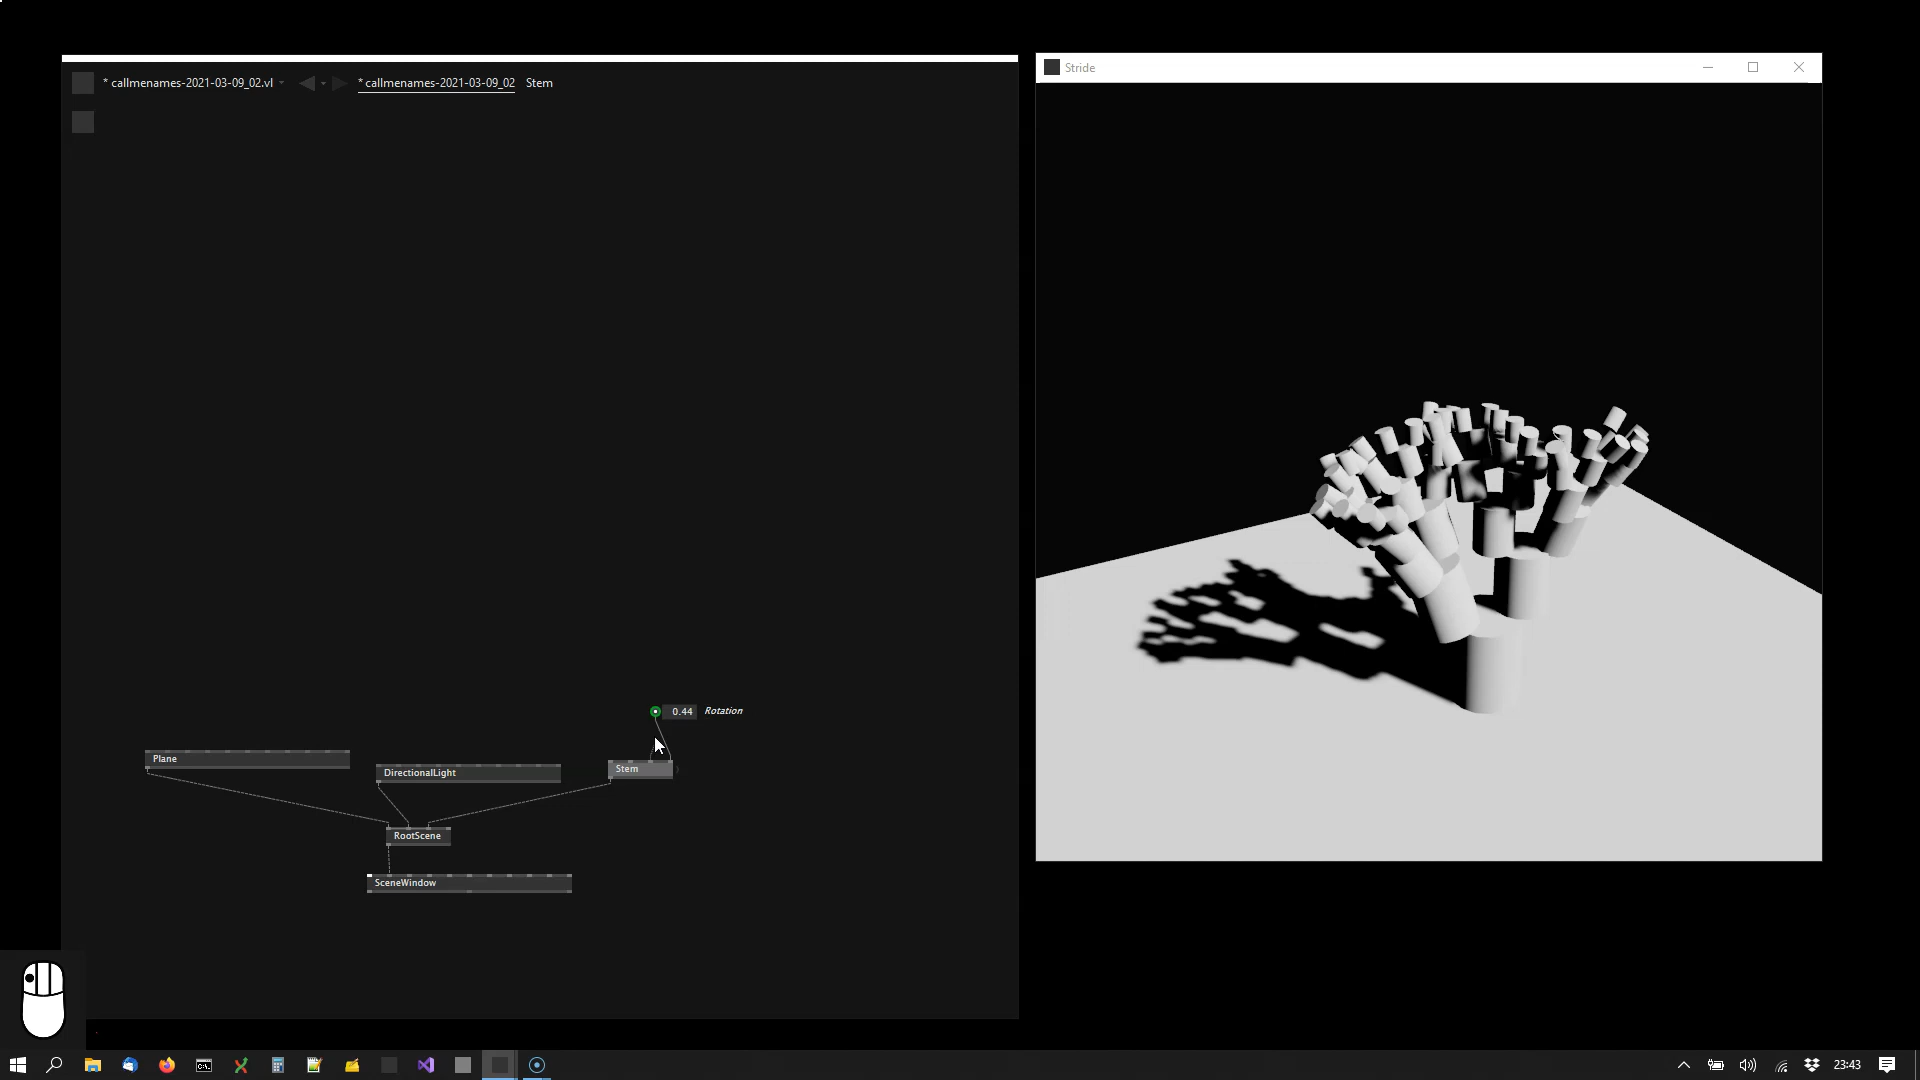 * callmenames-2021-03-09_02.vl
* callmenames-2021-03-09_02
Stem
Stride
0.44
Rotation
Plane
DirectionalLight
Stem
RootScene
SceneWindow
23:43